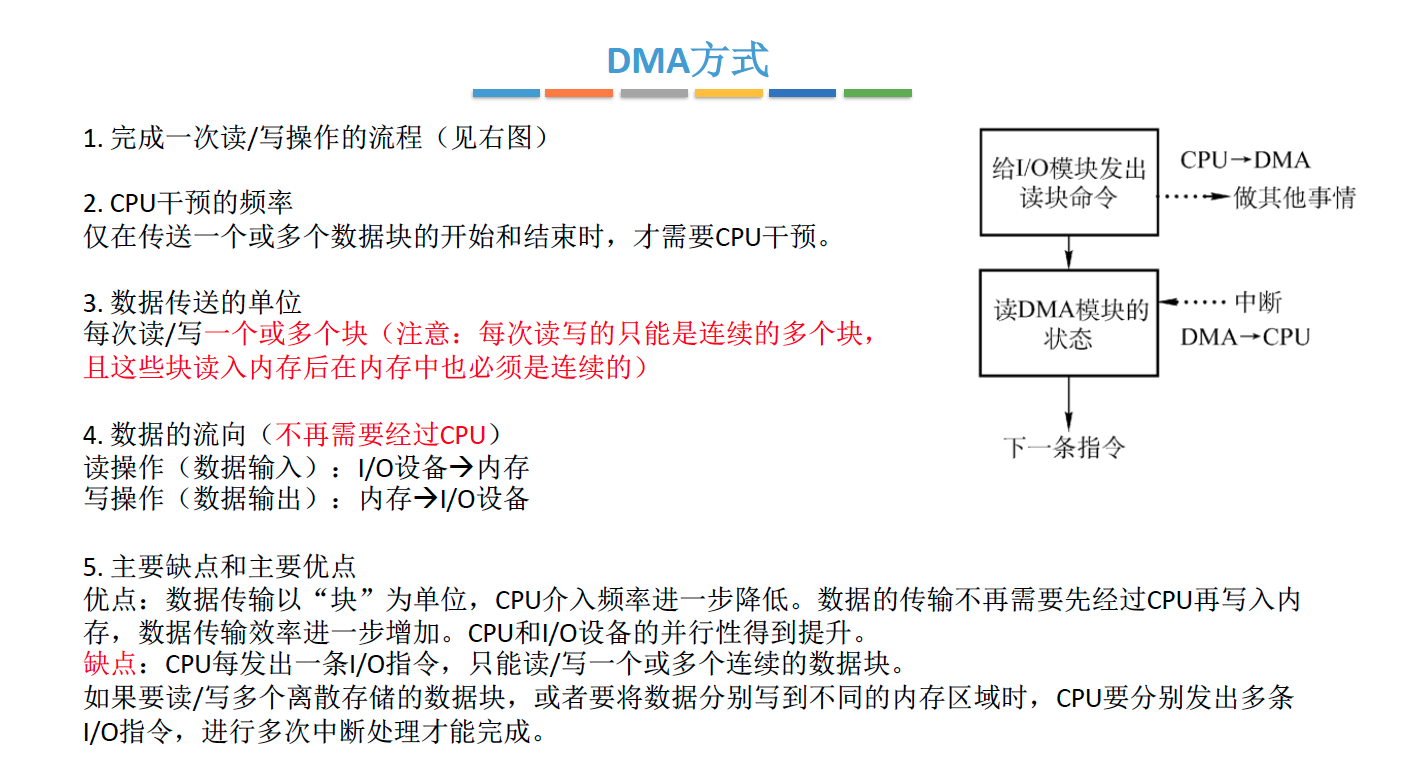 DMA方式
1. 完成一次读/写操作的流程（见右图）
2. CPU干预的频率
仅在传送一个或多个数据块的开始和结束时，才需要CPU干预。
3. 数据传送的单位
每次读/写一个或多个块（注意：每次读写的只能是连续的多个块，
且这些块读入内存后在内存中也必须是连续的）
4. 数据的流向（不再需要经过CPU）
读操作（数据输入）：I/O设备→内存
写操作（数据输出）：内存→I/O设备
5. 主要缺点和主要优点
优点：数据传输以“块”为单位，CPU介入频率进一步降低。数据的传输不再需要先经过CPU再写入内
存，数据传输效率进一步增加。CPU和I/O设备的并行性得到提升。
缺点：CPU每发出一条I/O指令，只能读/写一个或多个连续的数据块。
如果要读/写多个离散存储的数据块，或者要将数据分别写到不同的内存区域时，CPU要分别发出多条
I/O指令，进行多次中断处理才能完成。
给I/O模块发出
读块命令
CPU→DMA
做其他事情
读DMA模块的
状态
中断
DMA→CPU
下一条指令